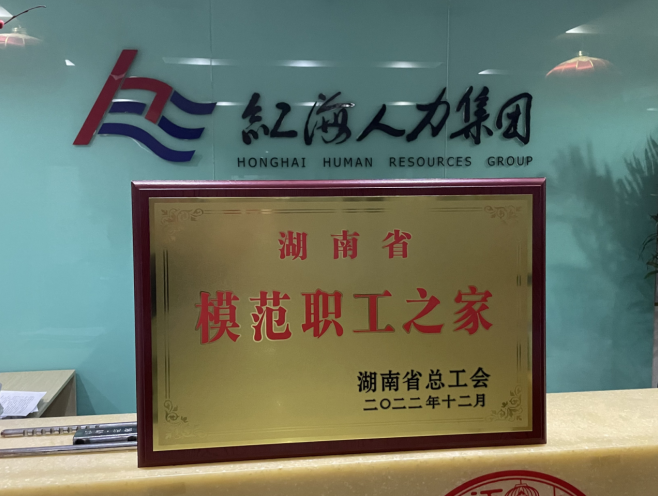 紅海人力集团
HONGHAI HUMAN RESOURCES GROUP
湖南省
模范职工之家
湖南省总工会
二〇二二年十二月